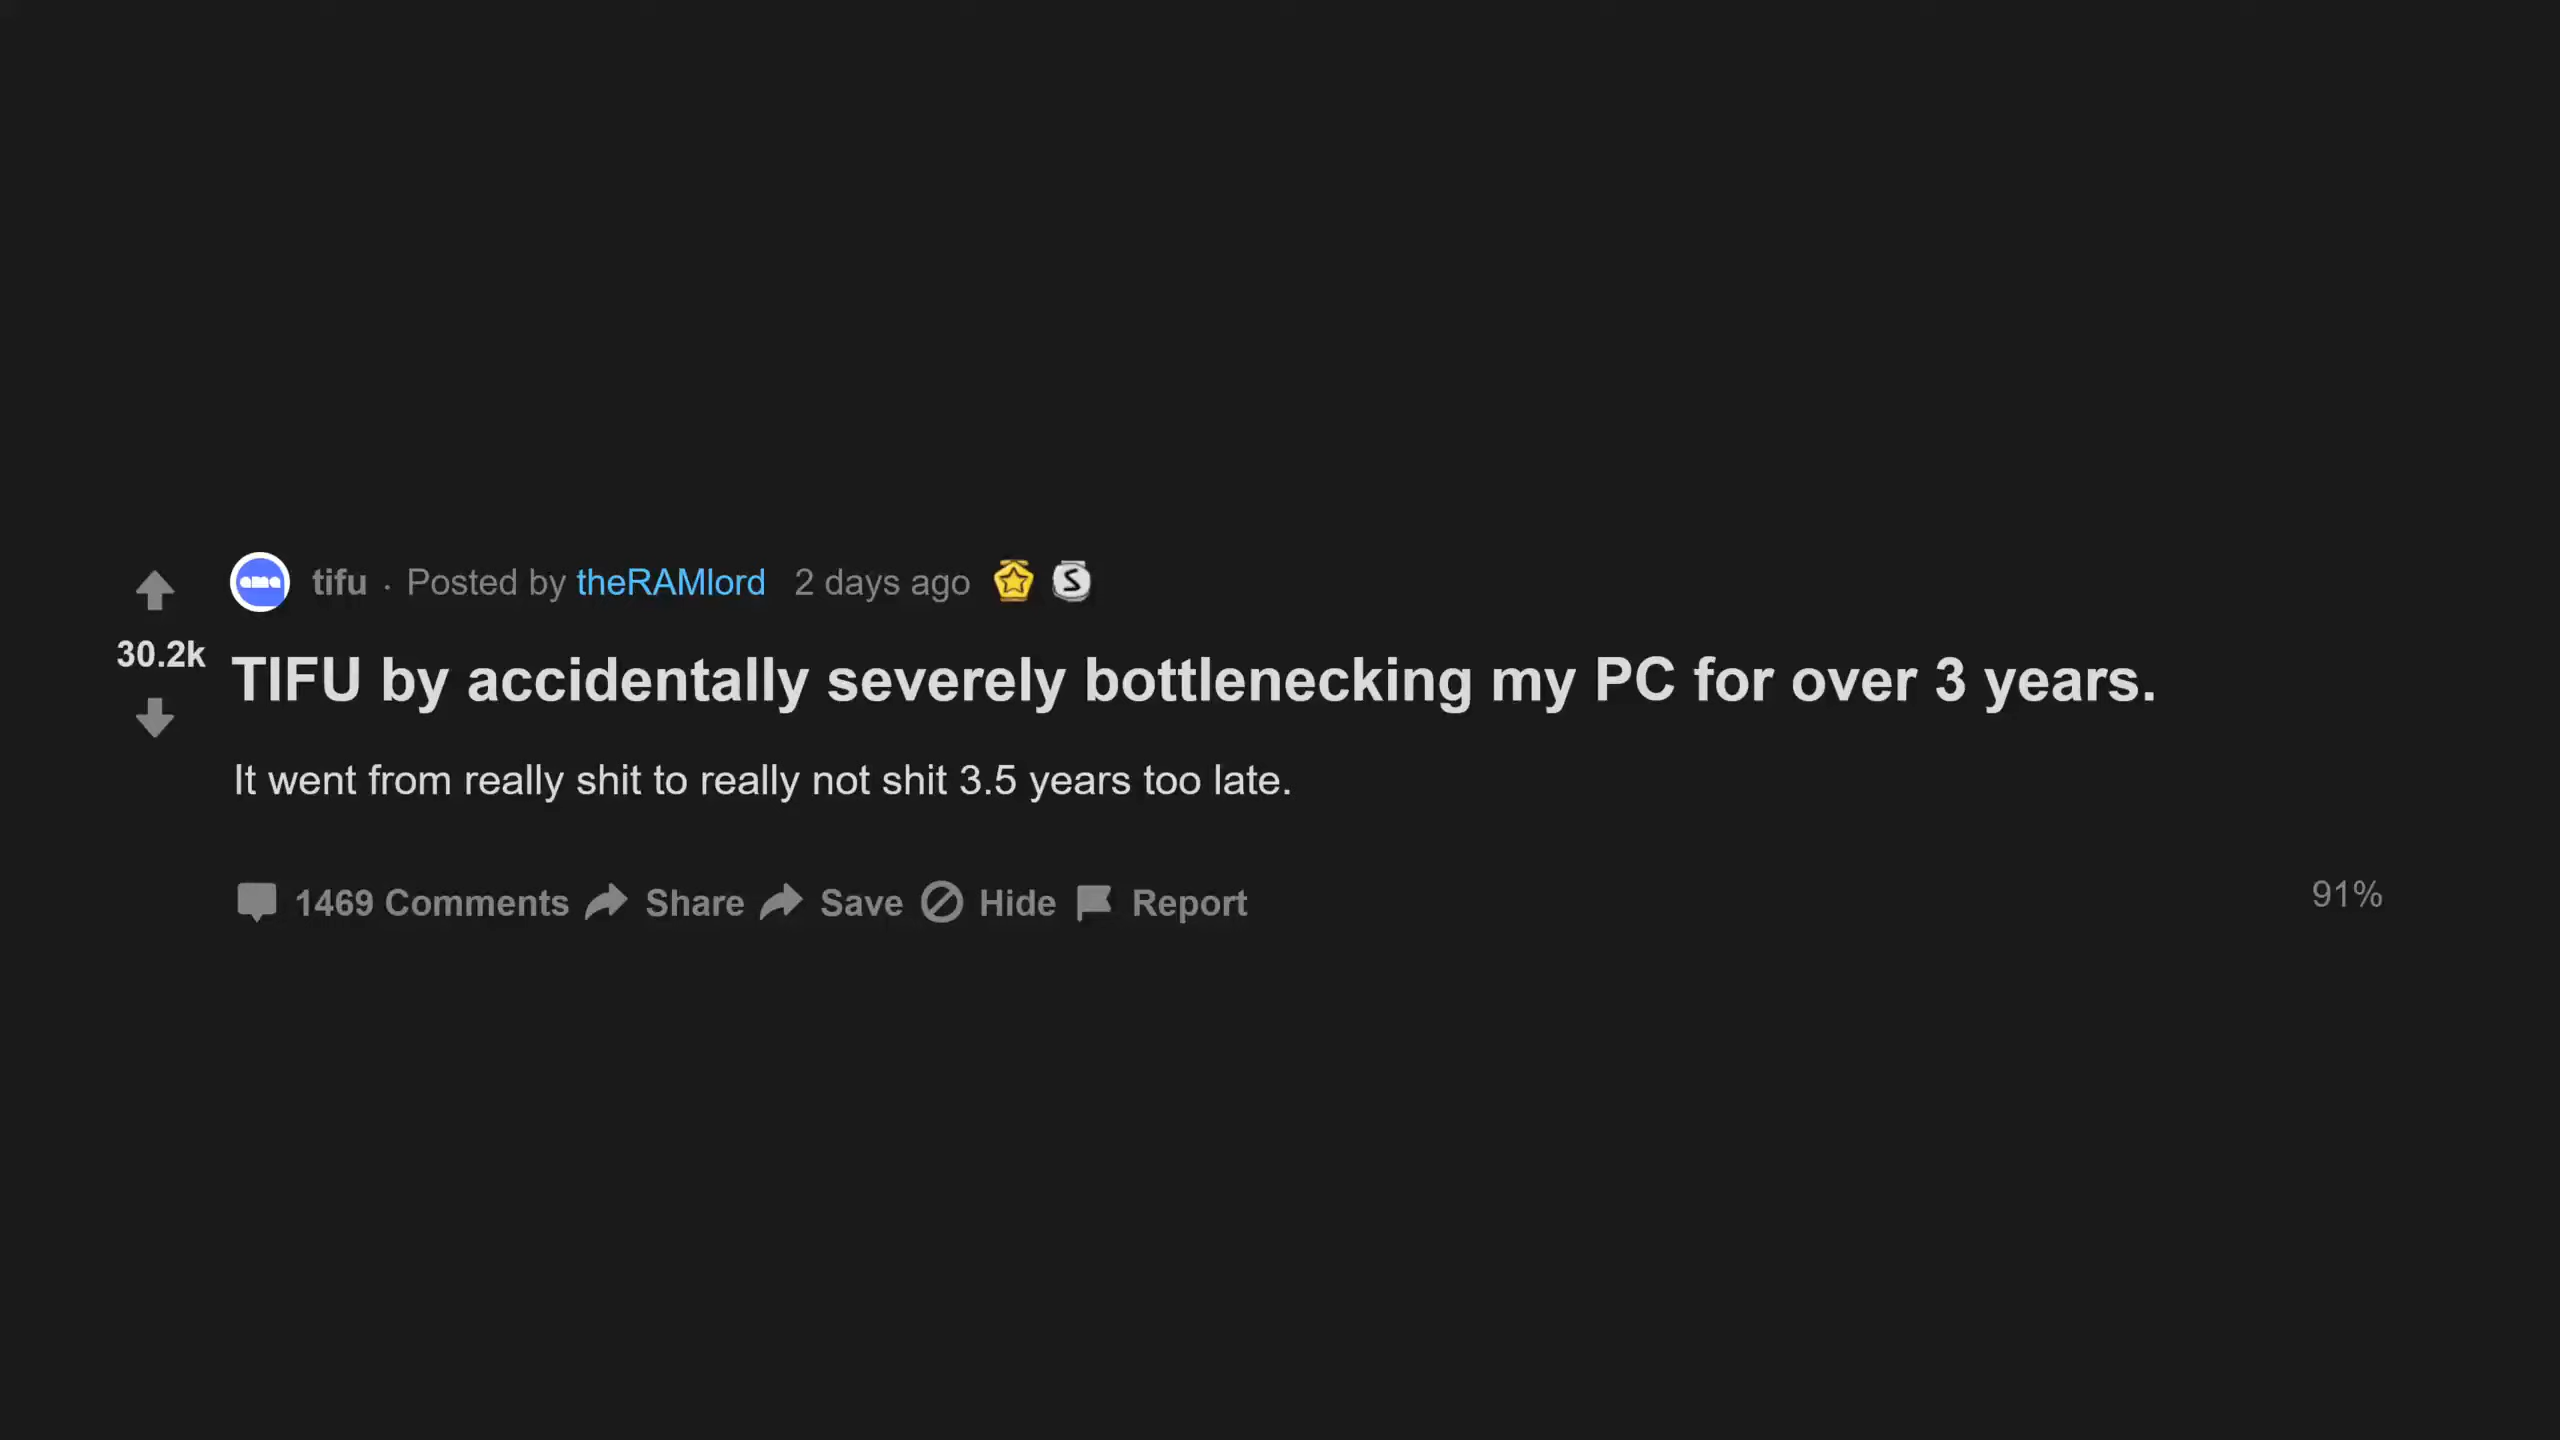 tifu · Posted by theRAMlord 2 days ago
30.2k
TIFU by accidentally severely bottlenecking my PC for over 3 years.
It went from really shit to really not shit 3.5 years too late.
1469 Comments Share Save Hide Report
91%